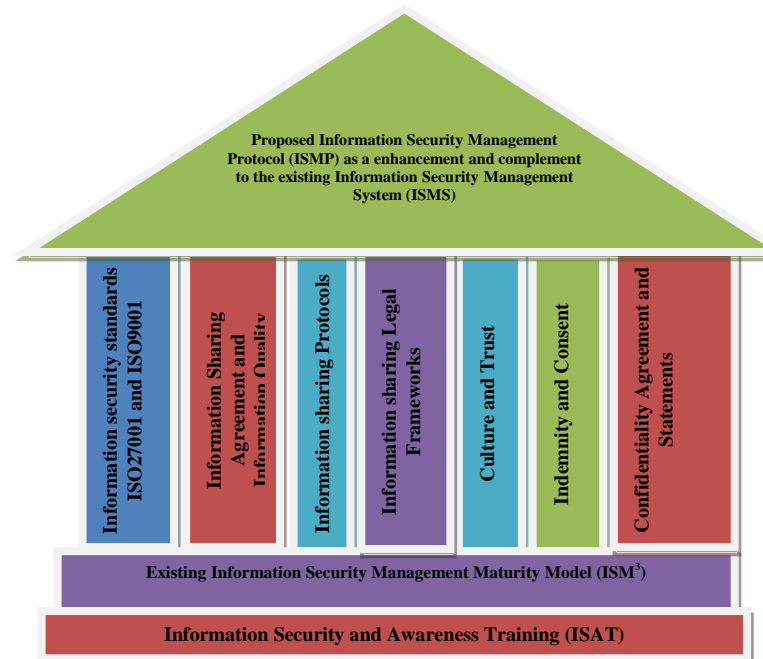 Proposed Information Security Management
Protocol (ISMP) as a enhancement and complement
to the existing Information Security Management
System (ISMS)
Information security standards
ISO27001 and ISO9001
Information Sharing
Agreement and
Information Quality
Information sharing Protocols
Information sharing Legal
Frameworks
Culture and Trust
Indemnity and Consent
Confidentiality Agreement and
Statements
Existing Information Security Management Maturity Model (ISM³)
Information Security and Awareness Training (ISAT)